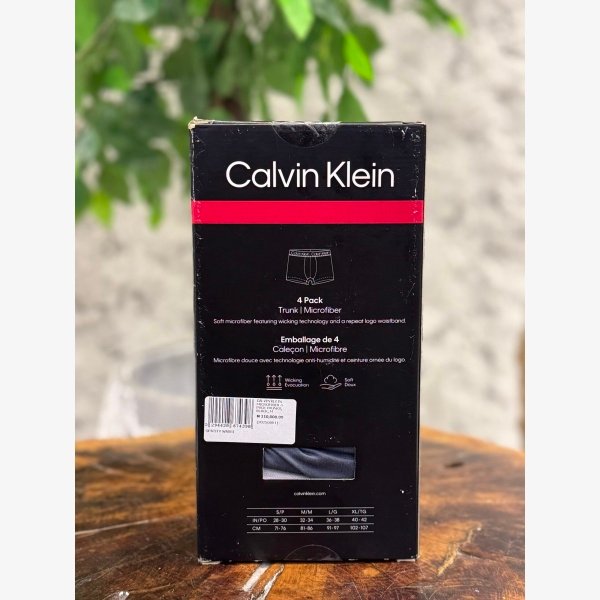 Calvin Klein
4 Pack
Trunk | Microfiber
Soft microfiber featuring wicking technology and a repeat logo waistband.
Emballage de 4
Caleçon | Microfibre
Microfibre douce avec technologie anti-humidité et ceinture ornée du logo.
Wicking
Évacuation
Soft
Doux
CALVIN KLEIN
calvinklein.com
S/P M/M L/G XL/TG
IN/PO 28-30 32-34 36-38 40-42
CM 71-76 81-86 91-97 102-107